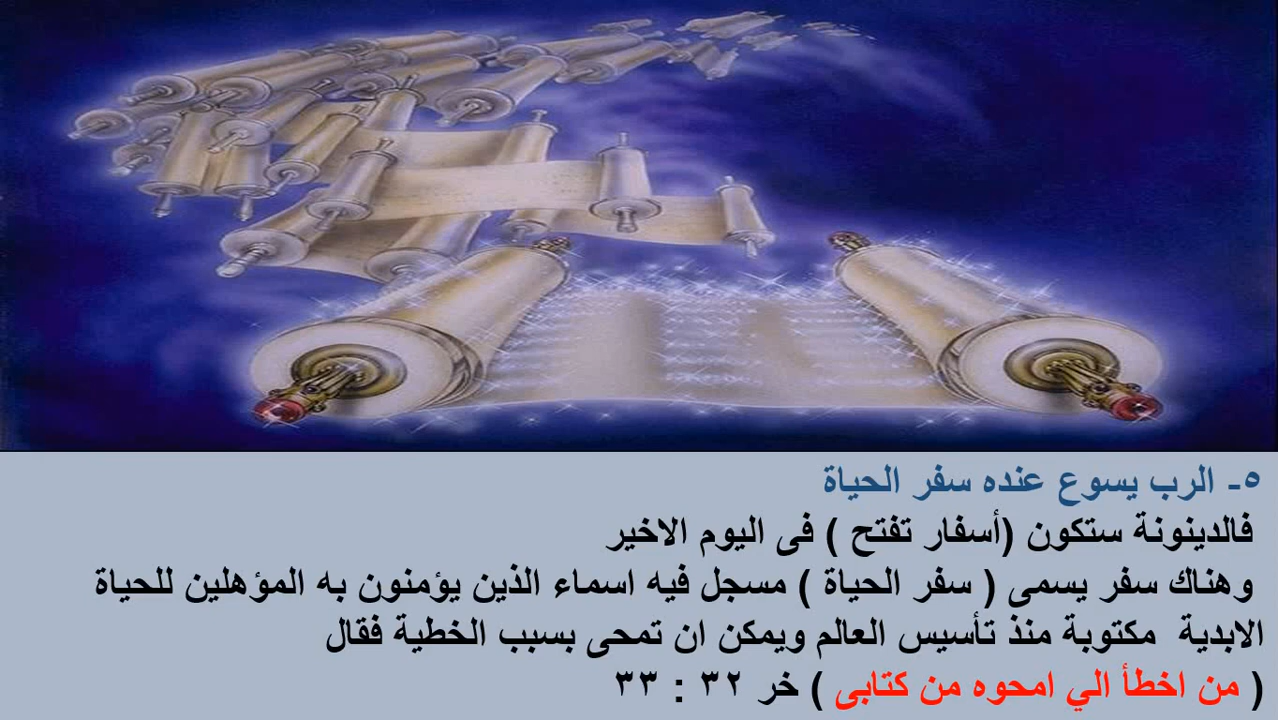 ٥- الرب يسوع عنده سفر الحياة
فالدينونة ستكون (أسفار تفتح ) فى اليوم الاخير
وهناك سفر يسمى ( سفر الحياة ) مسجل فيه اسماء الذين يؤمنون به المؤهلين للحياة
الابدية مكتوبة منذ تأسيس العالم ويمكن ان تمحى بسبب الخطية فقال
( من اخطأ الي امحوه من كتابى ) خر ٣٢ : ٣٣